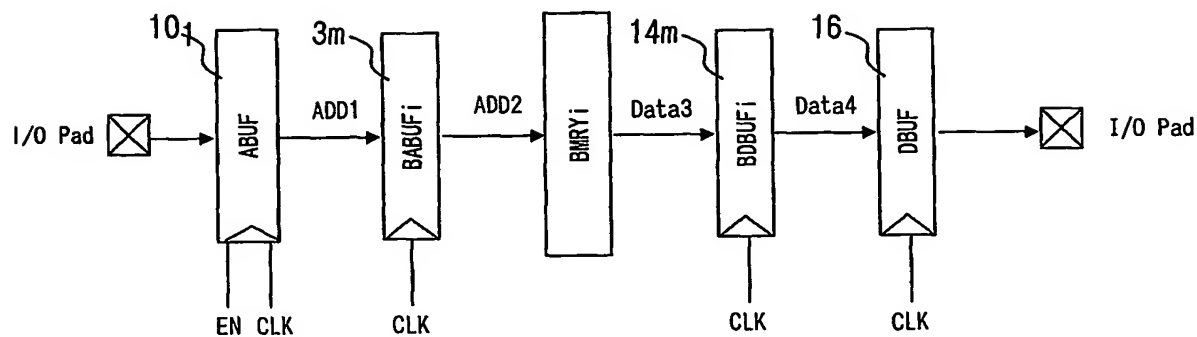 10₁
3m
14m
16
I/O Pad
ABUF
ADD1
BABUFi
ADD2
BMRYi
Data3
BDBUFi
Data4
DBUF
I/O Pad
EN CLK
CLK
CLK
CLK